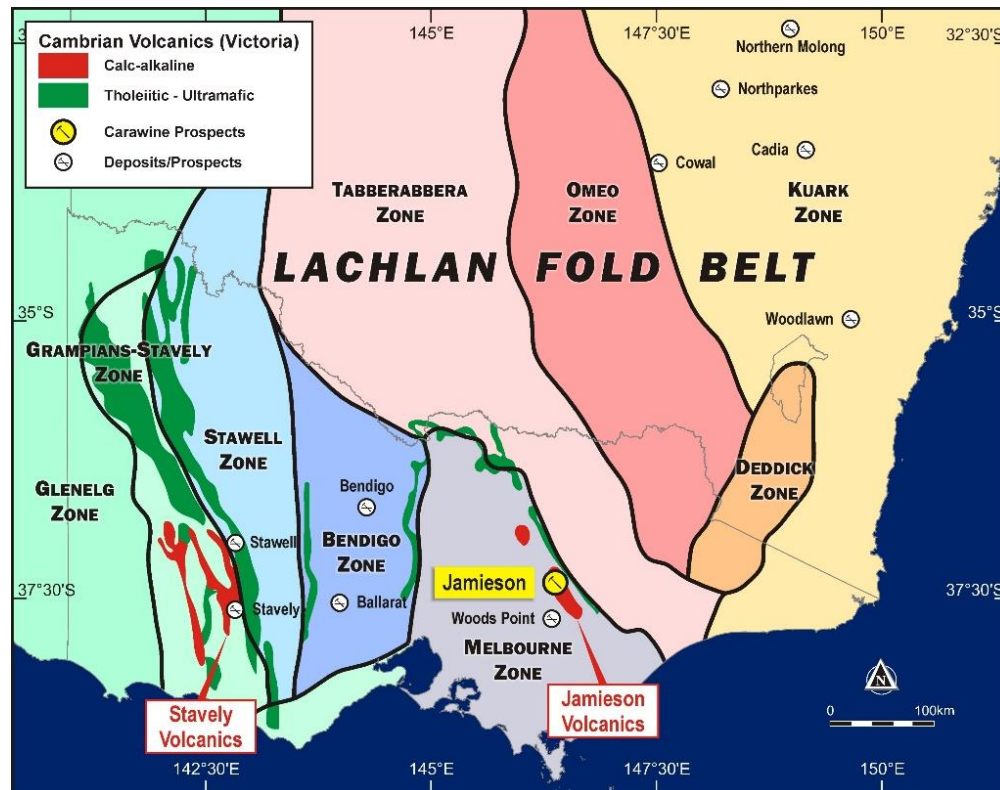 Cambrian Volcanics (Victoria)
Calc-alkaline
Tholeiitic - Ultramafic
Carawine Prospects
Deposits/Prospects
145°E
147°30'E
150°E
32°30'S
Northern Molong
Northparkes
Cowal
Cadia
TABBERABBERA
ZONE
OMEO
ZONE
KUARK
ZONE
LACHLAN FOLD BELT
35°S
35°S
Woodlawn
GRAMPIANS-STAVELY
ZONE
STAWELL
ZONE
GLENELG
ZONE
DEDDICK
ZONE
Bendigo
BENDIGO
ZONE
Stawell
Jamieson
37°30'S
37°30'S
Stavely
Ballarat
Woods Point
MELBOURNE
ZONE
Stavely
Volcanics
Jamieson
Volcanics
N
0
100km
142°30'E
145°E
147°30'E
150°E